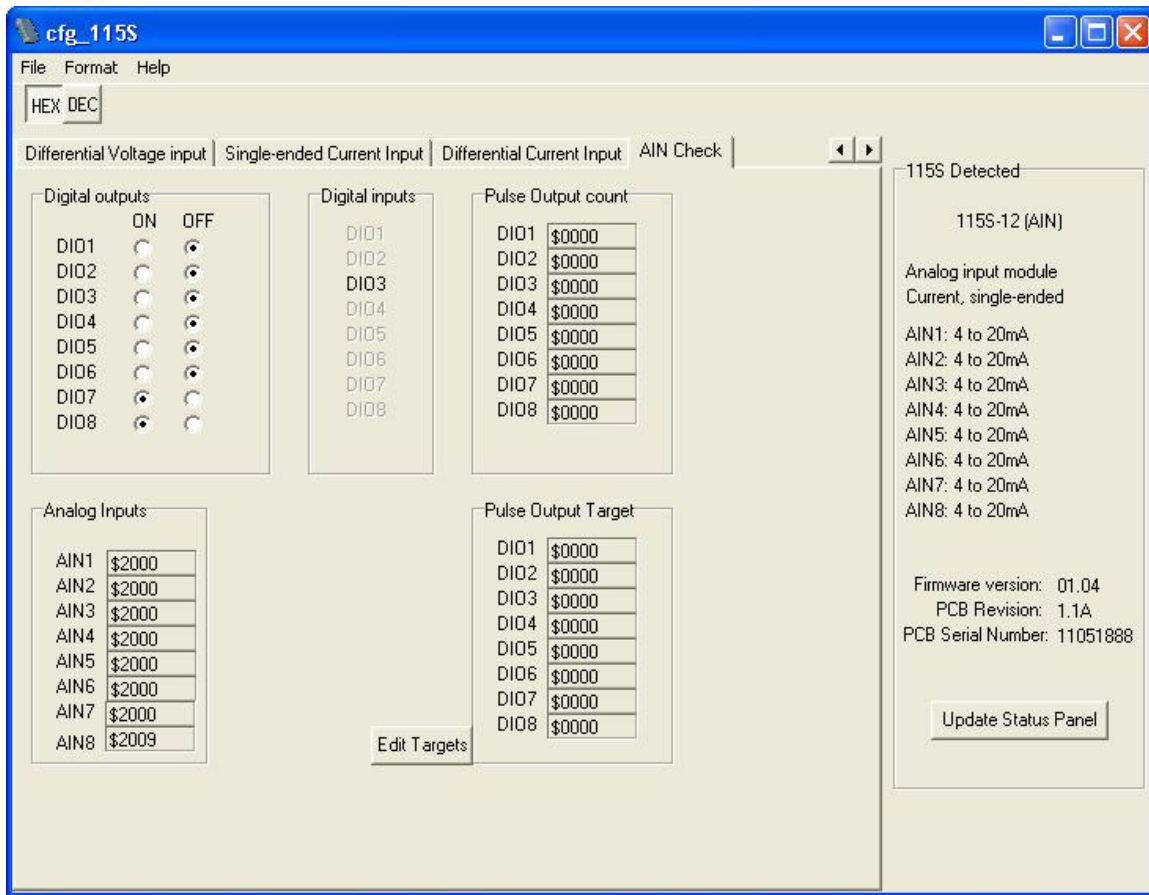 cfg_115S
File Format Help
HEX DEC
Differential Voltage input Single-ended Current Input Differential Current Input AIN Check
Digital outputs
ON OFF
DIO1
DIO2
DIO3
DIO4
DIO5
DIO6
DIO7
DIO8
Digital inputs
DIO1
DIO2
DIO3
DIO4
DIO5
DIO6
DIO7
DIO8
Pulse Output count
DIO1 $0000
DIO2 $0000
DIO3 $0000
DIO4 $0000
DIO5 $0000
DIO6 $0000
DIO7 $0000
DIO8 $0000
Analog Inputs
AIN1 $2000
AIN2 $2000
AIN3 $2000
AIN4 $2000
AIN5 $2000
AIN6 $2000
AIN7 $2000
AIN8 $2009
Edit Targets
Pulse Output Target
DIO1 $0000
DIO2 $0000
DIO3 $0000
DIO4 $0000
DIO5 $0000
DIO6 $0000
DIO7 $0000
DIO8 $0000
115S Detected
115S-12 (AIN)
Analog input module
Current, single-ended
AIN1: 4 to 20mA
AIN2: 4 to 20mA
AIN3: 4 to 20mA
AIN4: 4 to 20mA
AIN5: 4 to 20mA
AIN6: 4 to 20mA
AIN7: 4 to 20mA
AIN8: 4 to 20mA
Firmware version: 01.04
PCB Revision: 1.1A
PCB Serial Number: 11051888
Update Status Panel